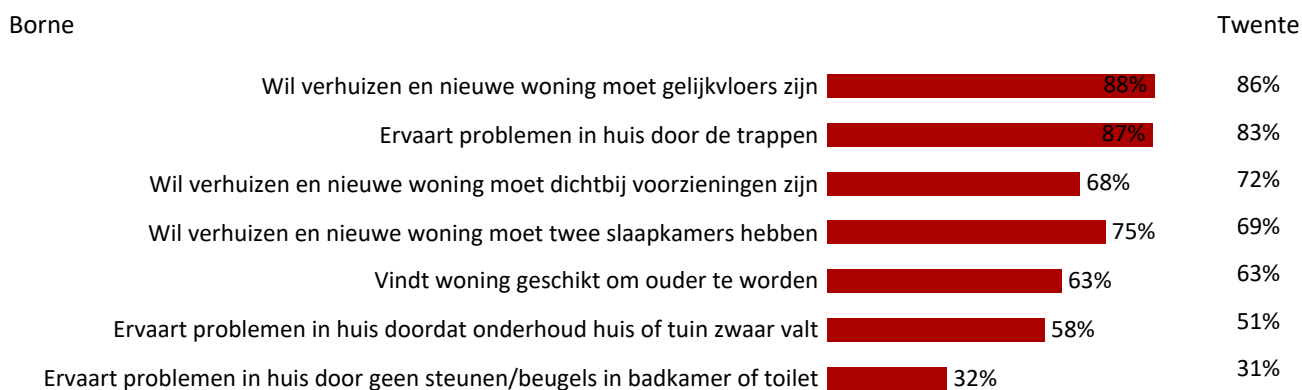 Borne Twente
Wil verhuizen en nieuwe woning moet gelijkvloers zijn 88% 86%
Ervaart problemen in huis door de trappen 87% 83%
Wil verhuizen en nieuwe woning moet dichtbij voorzieningen zijn 68% 72%
Wil verhuizen en nieuwe woning moet twee slaapkamers hebben 75% 69%
Vindt woning geschikt om ouder te worden 63% 63%
Ervaart problemen in huis doordat onderhoud huis of tuin zwaar valt 58% 51%
Ervaart problemen in huis door geen steunen/beugels in badkamer of toilet 32% 31%